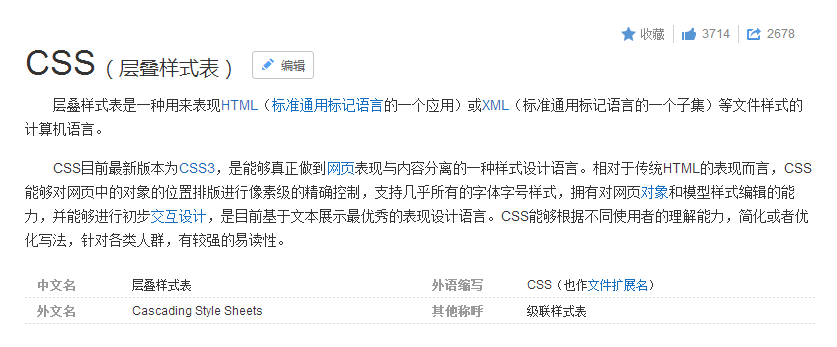 收藏 3714 2678
CSS（层叠样式表） 编辑
层叠样式表是一种用来表现HTML（标准通用标记语言的一个应用）或XML（标准通用标记语言的一个子集）等文件样式的
计算机语言。
CSS目前最新版本为CSS3，是能够真正做到网页表现与内容分离的一种样式设计语言。相对于传统HTML的表现而言，CSS
能够对网页中的对象的位置排版进行像素级的精确控制，支持几乎所有的字体字号样式，拥有对网页对象和模型样式编辑的能
力，并能够进行初步交互设计，是目前基于文本展示最优秀的表现设计语言。CSS能够根据不同使用者的理解能力，简化或者优
化写法，针对各类人群，有较强的易读性。
中文名 层叠样式表 外语缩写 CSS（也作文件扩展名）
外文名 Cascading Style Sheets 其他称呼 级联样式表